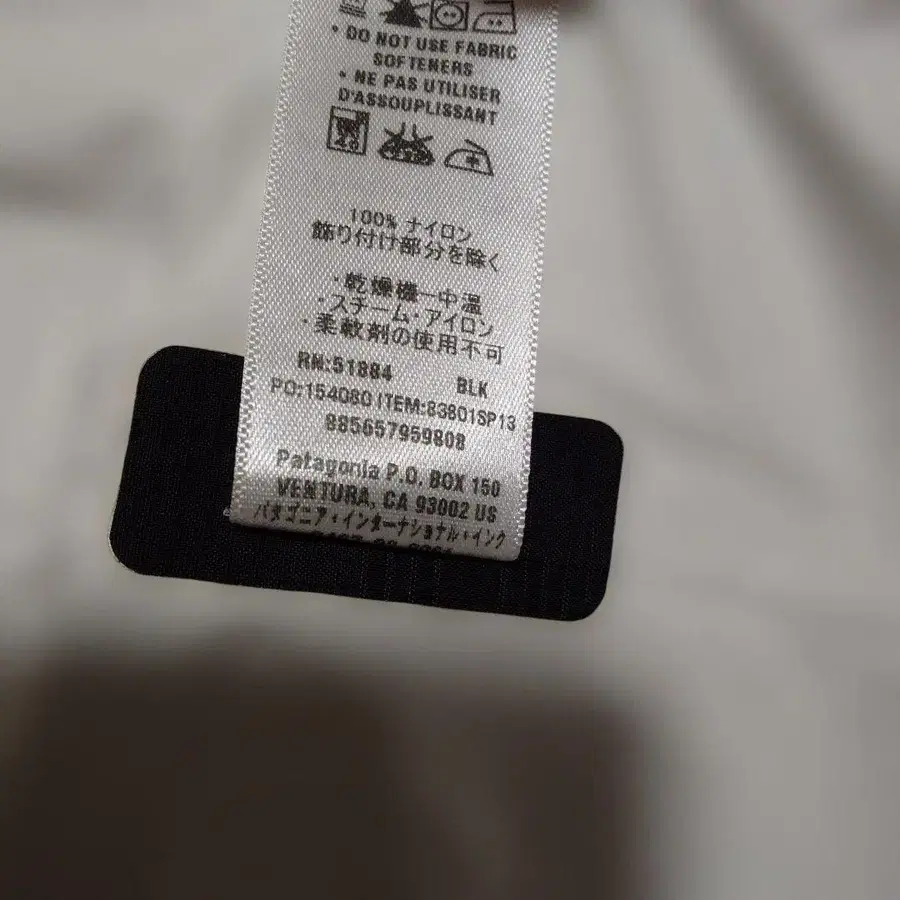 • DO NOT USE FABRIC
SOFTENERS
• NE PAS UTILISER
D'ASSOUPLISSANT
100% ナイロン
飾り付け部分を除く
・乾燥機ー中温
・スチーム・アイロン
・柔軟剤の使用不可
RN:51884 BLK
PO:154080 ITEM:83801SP13
885657959808
Patagonia P.O. BOX 150
VENTURA, CA 93002 US
パタゴニア・インターナショナル・インク